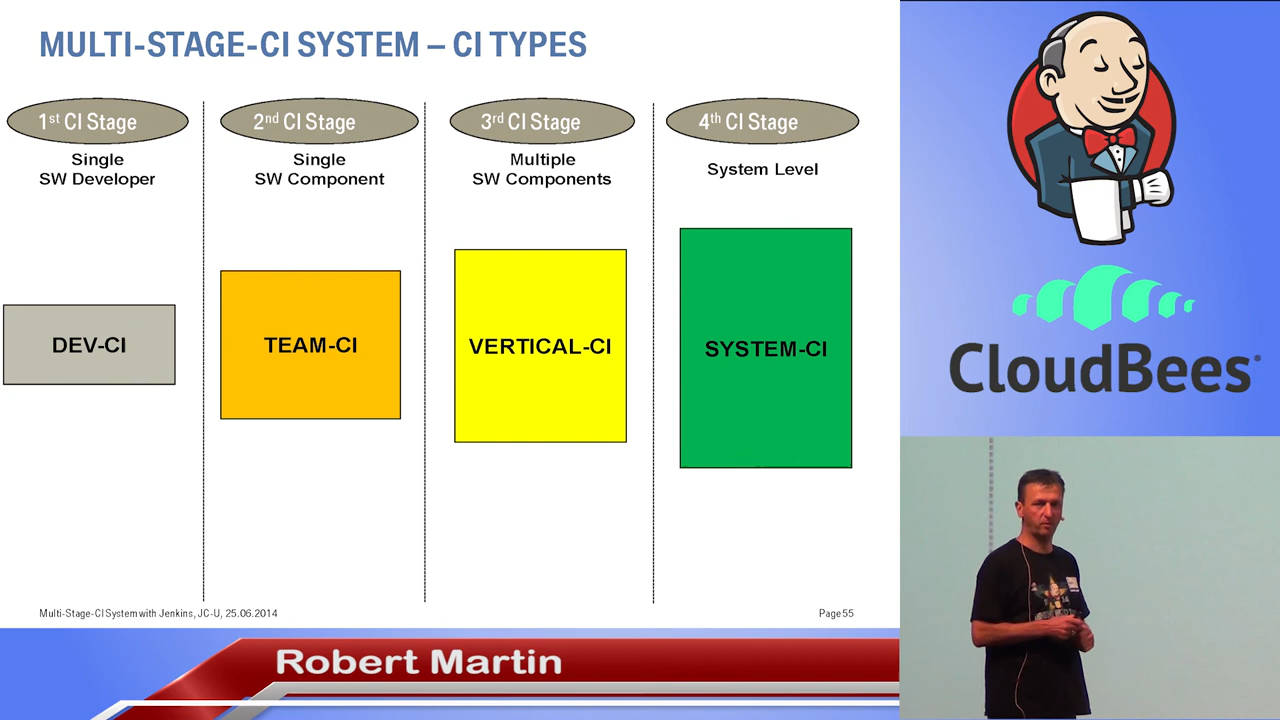 MULTI-STAGE-CI SYSTEM – CI TYPES
1st CI Stage
Single
SW Developer
DEV-CI
2nd CI Stage
Single
SW Component
TEAM-CI
3rd CI Stage
Multiple
SW Components
VERTICAL-CI
4th CI Stage
System Level
SYSTEM-CI
Multi-Stage-CI System with Jenkins, JC-U, 25.06.2014
Page 55
CloudBees
Robert Martin